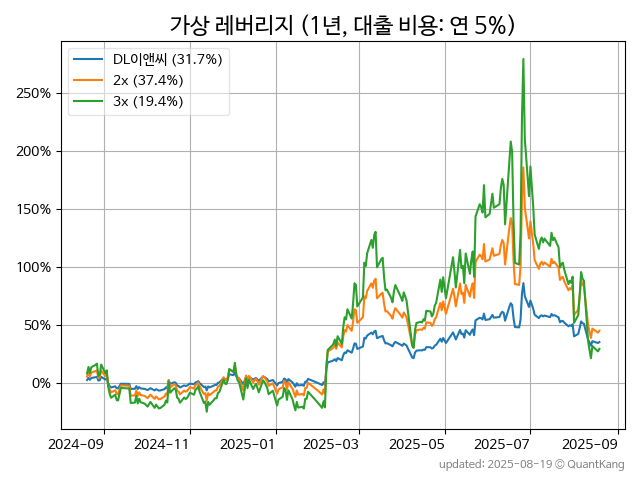 가상 레버리지 (1년, 대출 비용: 연 5%)
DL이앤씨 (31.7%)
2x (37.4%)
3x (19.4%)
250%
200%
150%
100%
50%
0%
2024-09 2024-11 2025-01 2025-03 2025-05 2025-07 2025-09
updated: 2025-08-19 © QuantKang